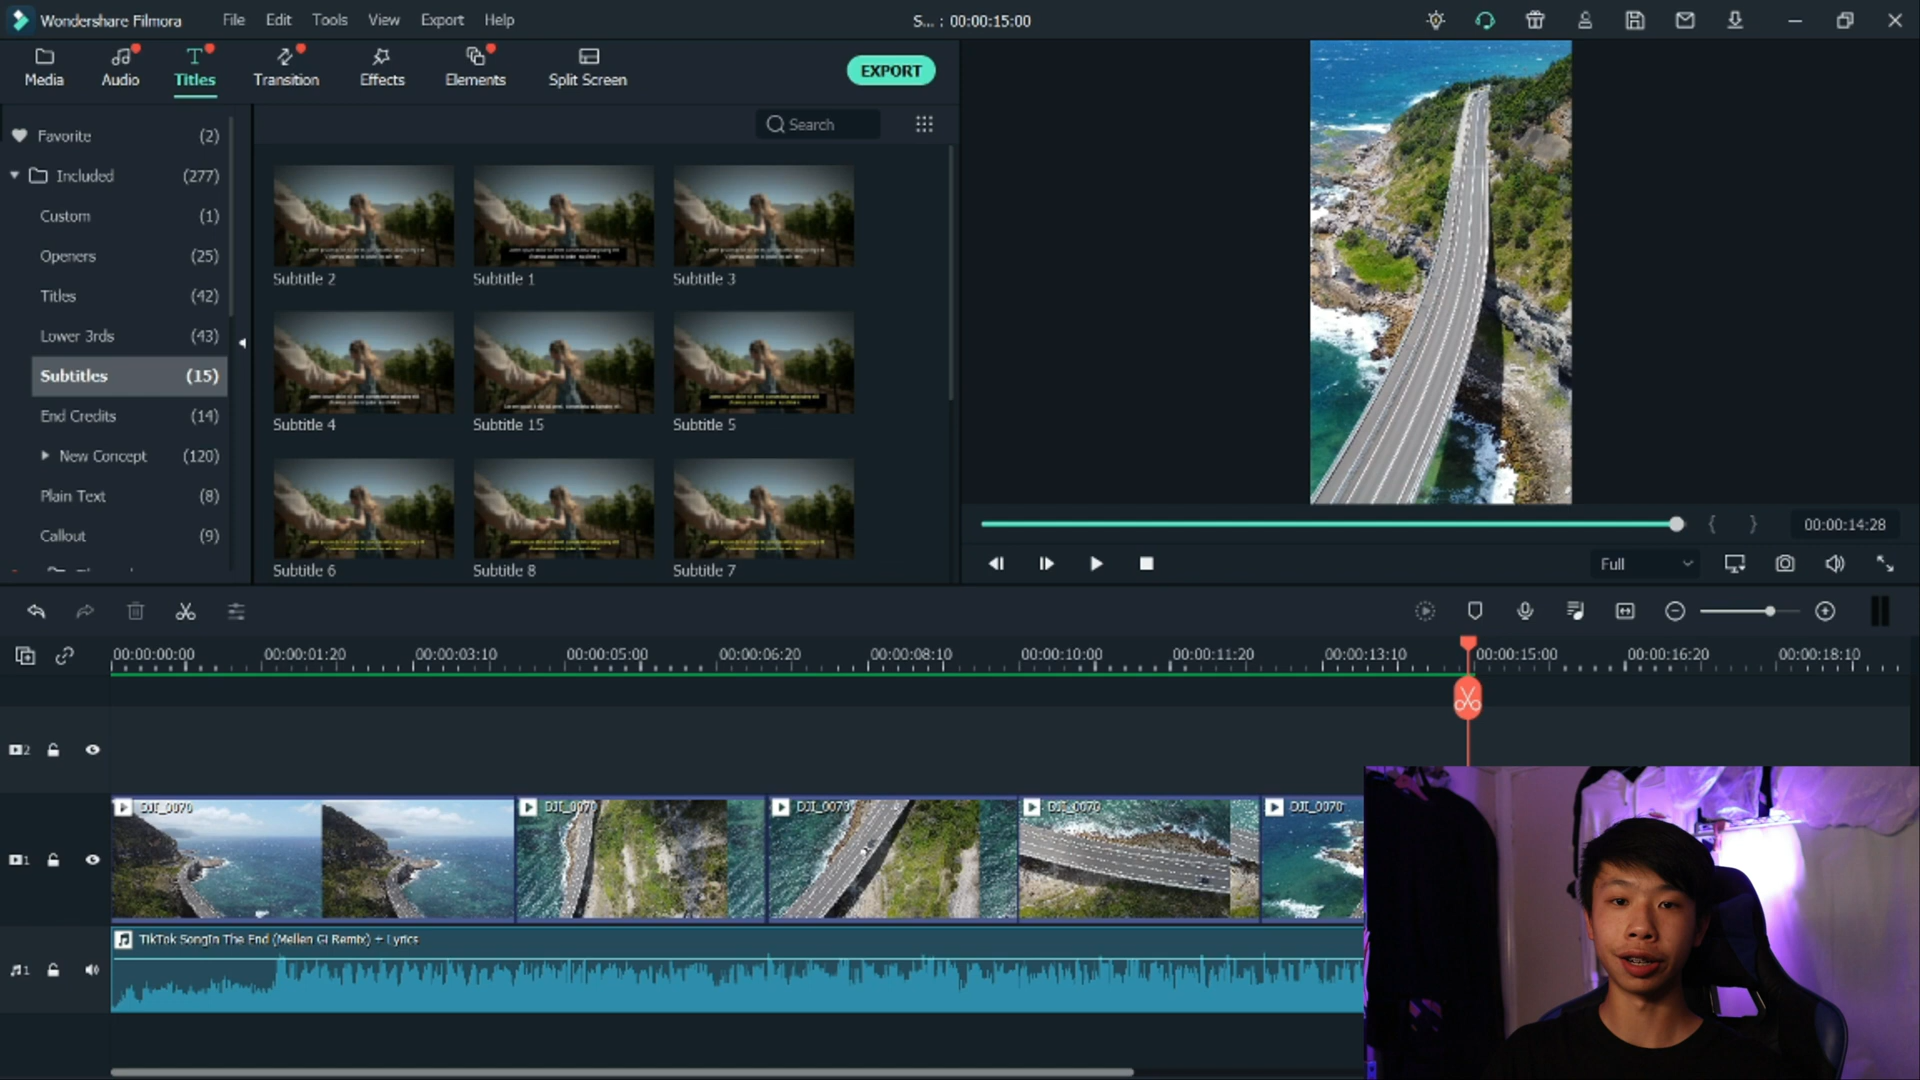 Wondershare Filmora
File Edit Tools View Export Help
S... : 00:00:15:00
Media Audio Titles Transition Effects Elements Split Screen
EXPORT
Search
Favorite (2)
Included (277)
Custom (1)
Openers (25)
Titles (42)
Lower 3rds (43)
Subtitles (15)
End Credits (14)
New Concept (120)
Plain Text (8)
Callout (9)
Subtitle 2 Subtitle 1 Subtitle 3
Subtitle 4 Subtitle 15 Subtitle 5
Subtitle 6 Subtitle 8 Subtitle 7
{ } 00:00:14:28
Full
00:00:00:00 00:00:01:20 00:00:03:10 00:00:05:00 00:00:06:20 00:00:08:10 00:00:10:00 00:00:11:20 00:00:13:10 00:00:15:00 00:00:16:20 00:00:18:10
2
1
DJI_0070 DJI_0070 DJI_0070 DJI_0070 DJI_0070
TikTok SongIn The End (Mellen Gi Remix) + Lyrics
1